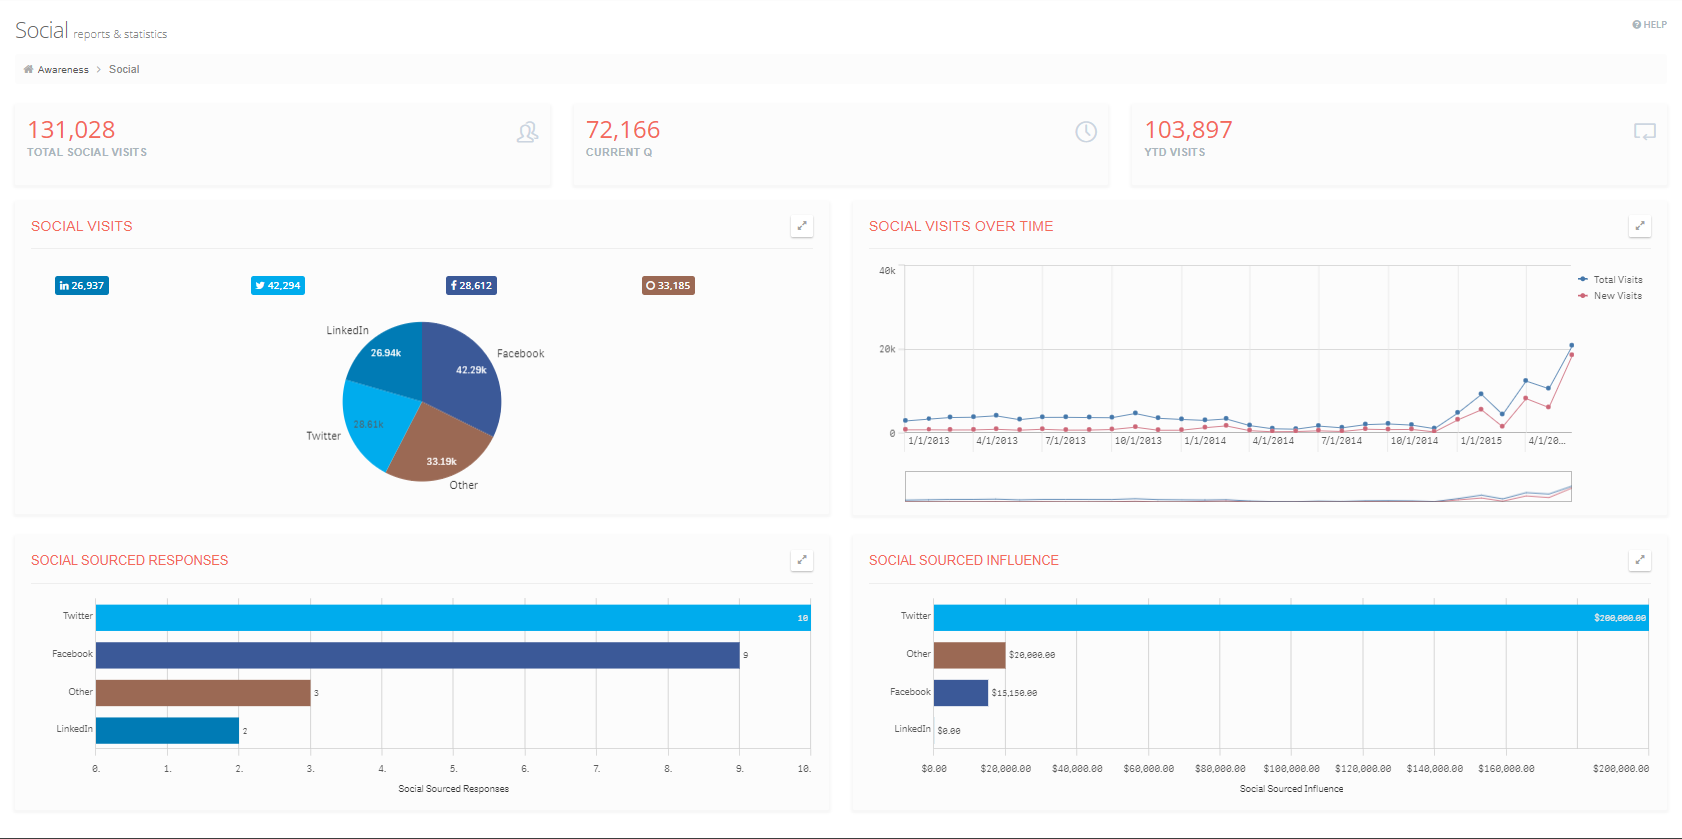 Social reports & statistics
HELP
Awareness > Social
131,028
TOTAL SOCIAL VISITS
72,166
CURRENT Q
103,897
YTD VISITS
SOCIAL VISITS
26,937
42,294
28,612
33,185
LinkedIn
26.94k
Facebook
42.29k
28.61k
Twitter
33.19k
Other
SOCIAL VISITS OVER TIME
40k
20k
0
Total Visits
New Visits
1/1/2013 4/1/2013 7/1/2013 10/1/2013 1/1/2014 4/1/2014 7/1/2014 10/1/2014 1/1/2015 4/1/20...
SOCIAL SOURCED RESPONSES
Twitter 10
Facebook 9
Other 3
LinkedIn 2
0. 1. 2. 3. 4. 5. 6. 7. 8. 9. 10.
Social Sourced Responses
SOCIAL SOURCED INFLUENCE
Twitter $200,000.00
Other $20,000.00
Facebook $15,150.00
LinkedIn $0.00
$0.00 $20,000.00 $40,000.00 $60,000.00 $80,000.00 $100,000.00 $120,000.00 $140,000.00 $160,000.00 $200,000.00
Social Sourced Influence